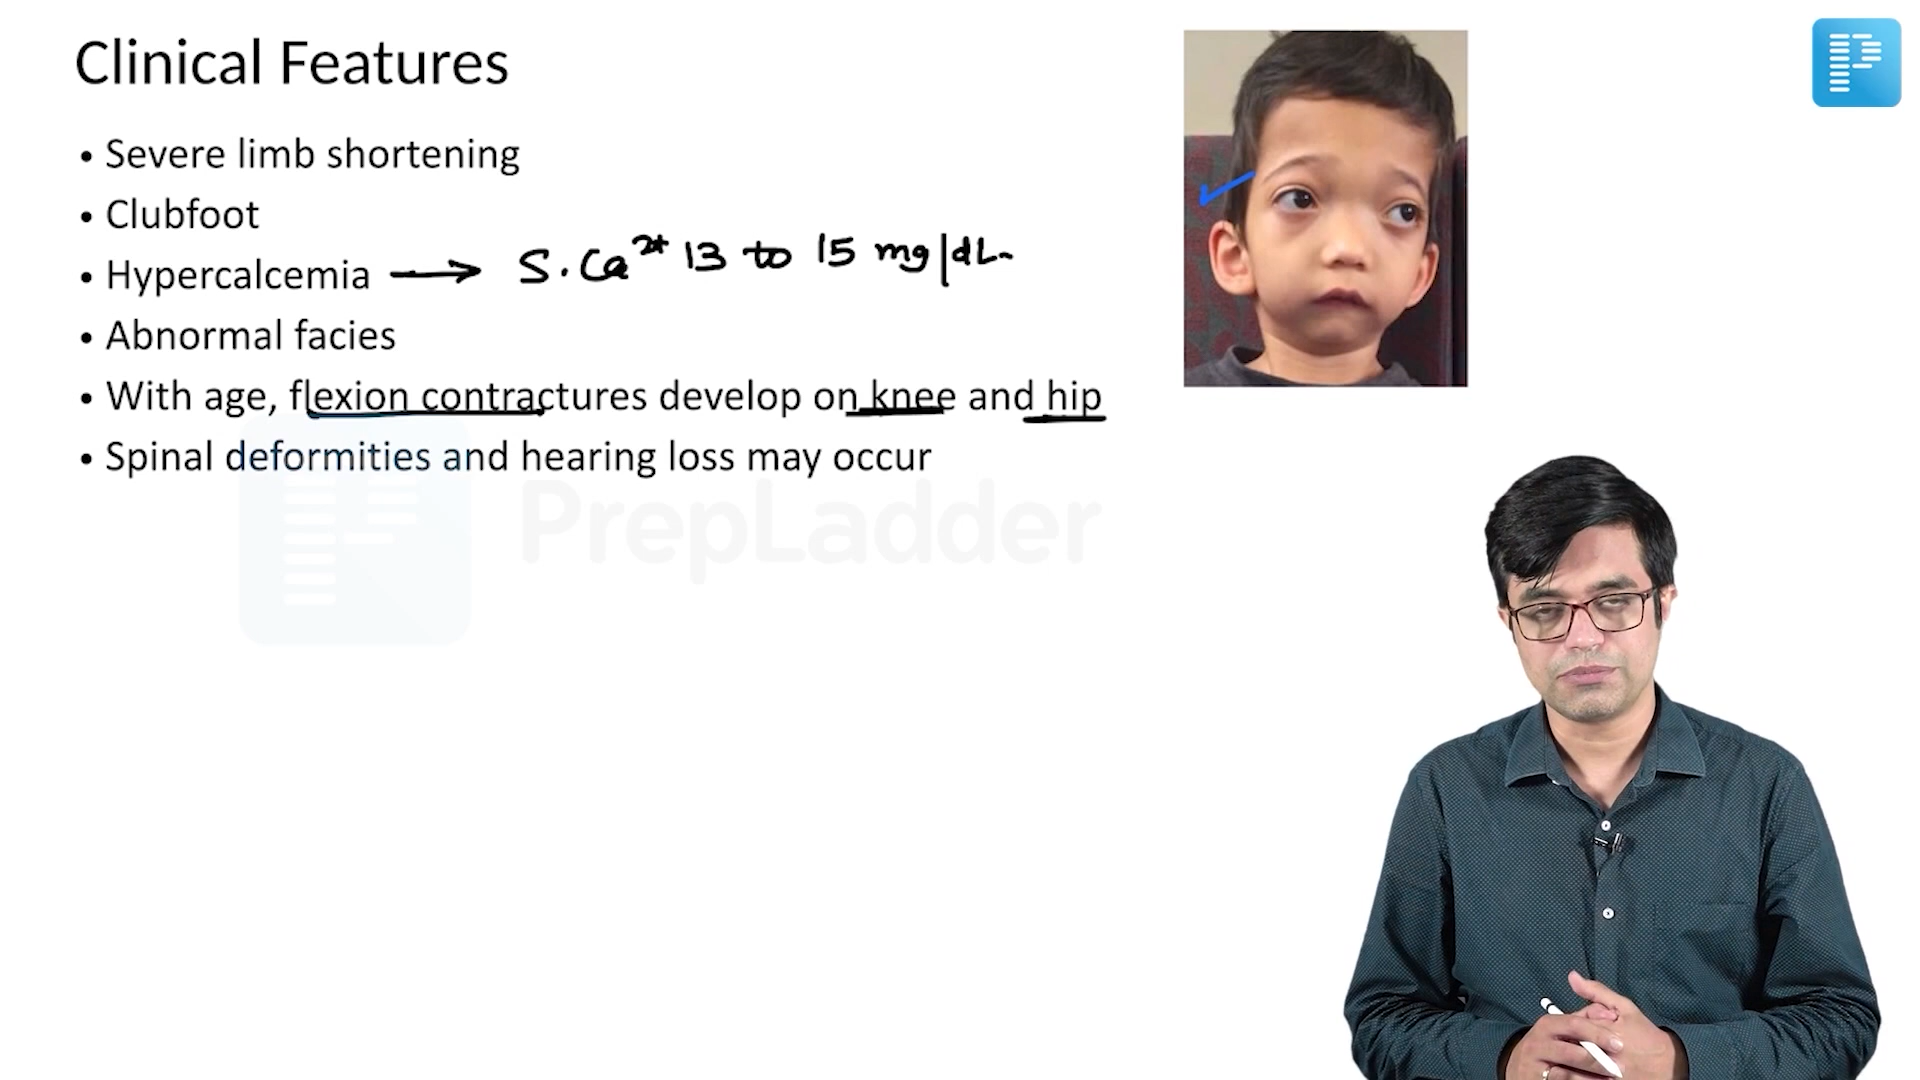 Clinical Features
• Severe limb shortening
• Clubfoot
• Hypercalcemia → S. Ca²⁺ 13 to 15 mg/dL
• Abnormal facies
• With age, flexion contractures develop on knee and hip
• Spinal deformities and hearing loss may occur
PrepLadder